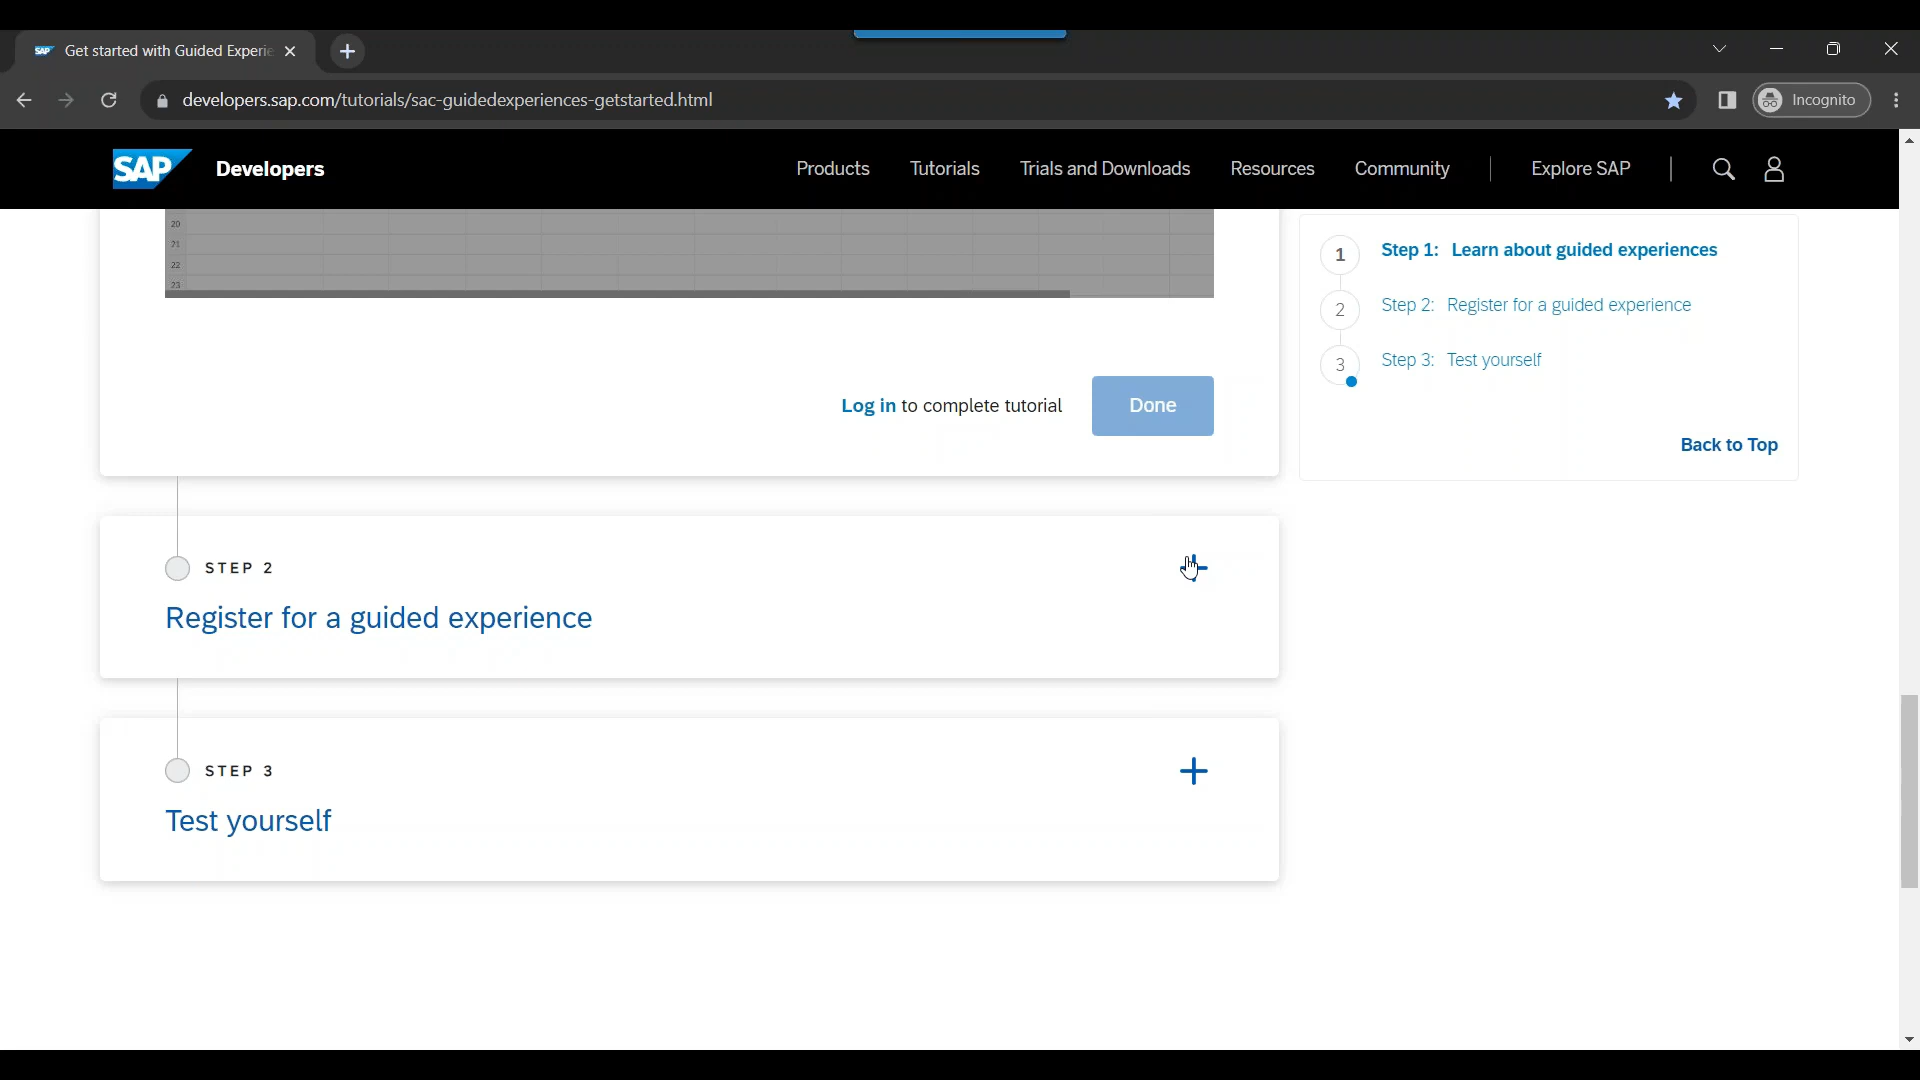 SAP Get started with Guided Experie
developers.sap.com/tutorials/sac-guidedexperiences-getstarted.html
Incognito
SAP Developers
Products Tutorials Trials and Downloads Resources Community Explore SAP
20
21
22
23
1 Step 1: Learn about guided experiences
2 Step 2: Register for a guided experience
3 Step 3: Test yourself
Back to Top
Log in to complete tutorial
Done
STEP 2
Register for a guided experience
STEP 3
Test yourself